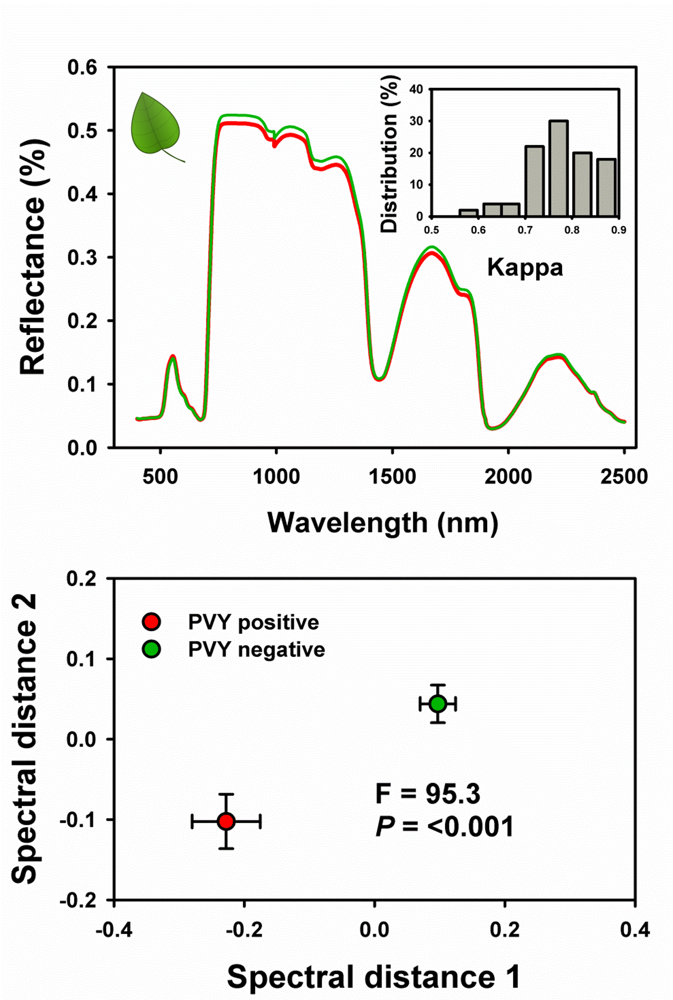 0.6
0.5
0.4
0.3
0.2
0.1
0.0
Reflectance (%)
500 1000 1500 2000 2500
Wavelength (nm)
Distribution (%)
40
30
20
10
0
0.5 0.6 0.7 0.8 0.9
Kappa
0.2
0.1
0.0
-0.1
-0.2
Spectral distance 2
PVY positive
PVY negative
F = 95.3
P = <0.001
-0.4 -0.2 0.0 0.2 0.4
Spectral distance 1